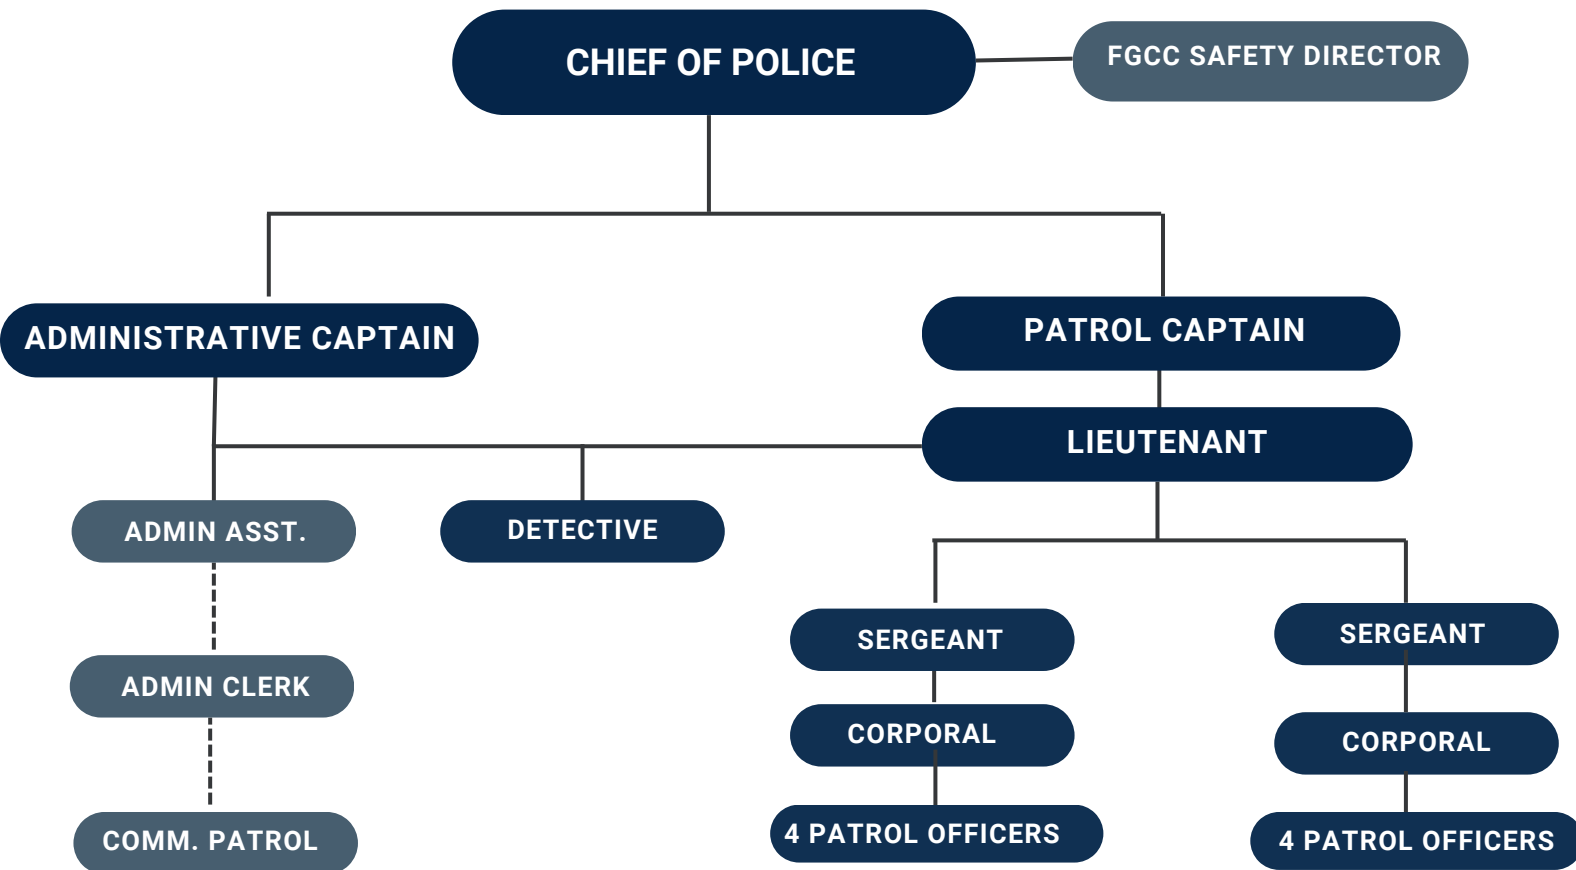 CHIEF OF POLICE
FGCC SAFETY DIRECTOR
ADMINISTRATIVE CAPTAIN
PATROL CAPTAIN
LIEUTENANT
ADMIN ASST.
DETECTIVE
SERGEANT
SERGEANT
ADMIN CLERK
CORPORAL
CORPORAL
COMM. PATROL
4 PATROL OFFICERS
4 PATROL OFFICERS